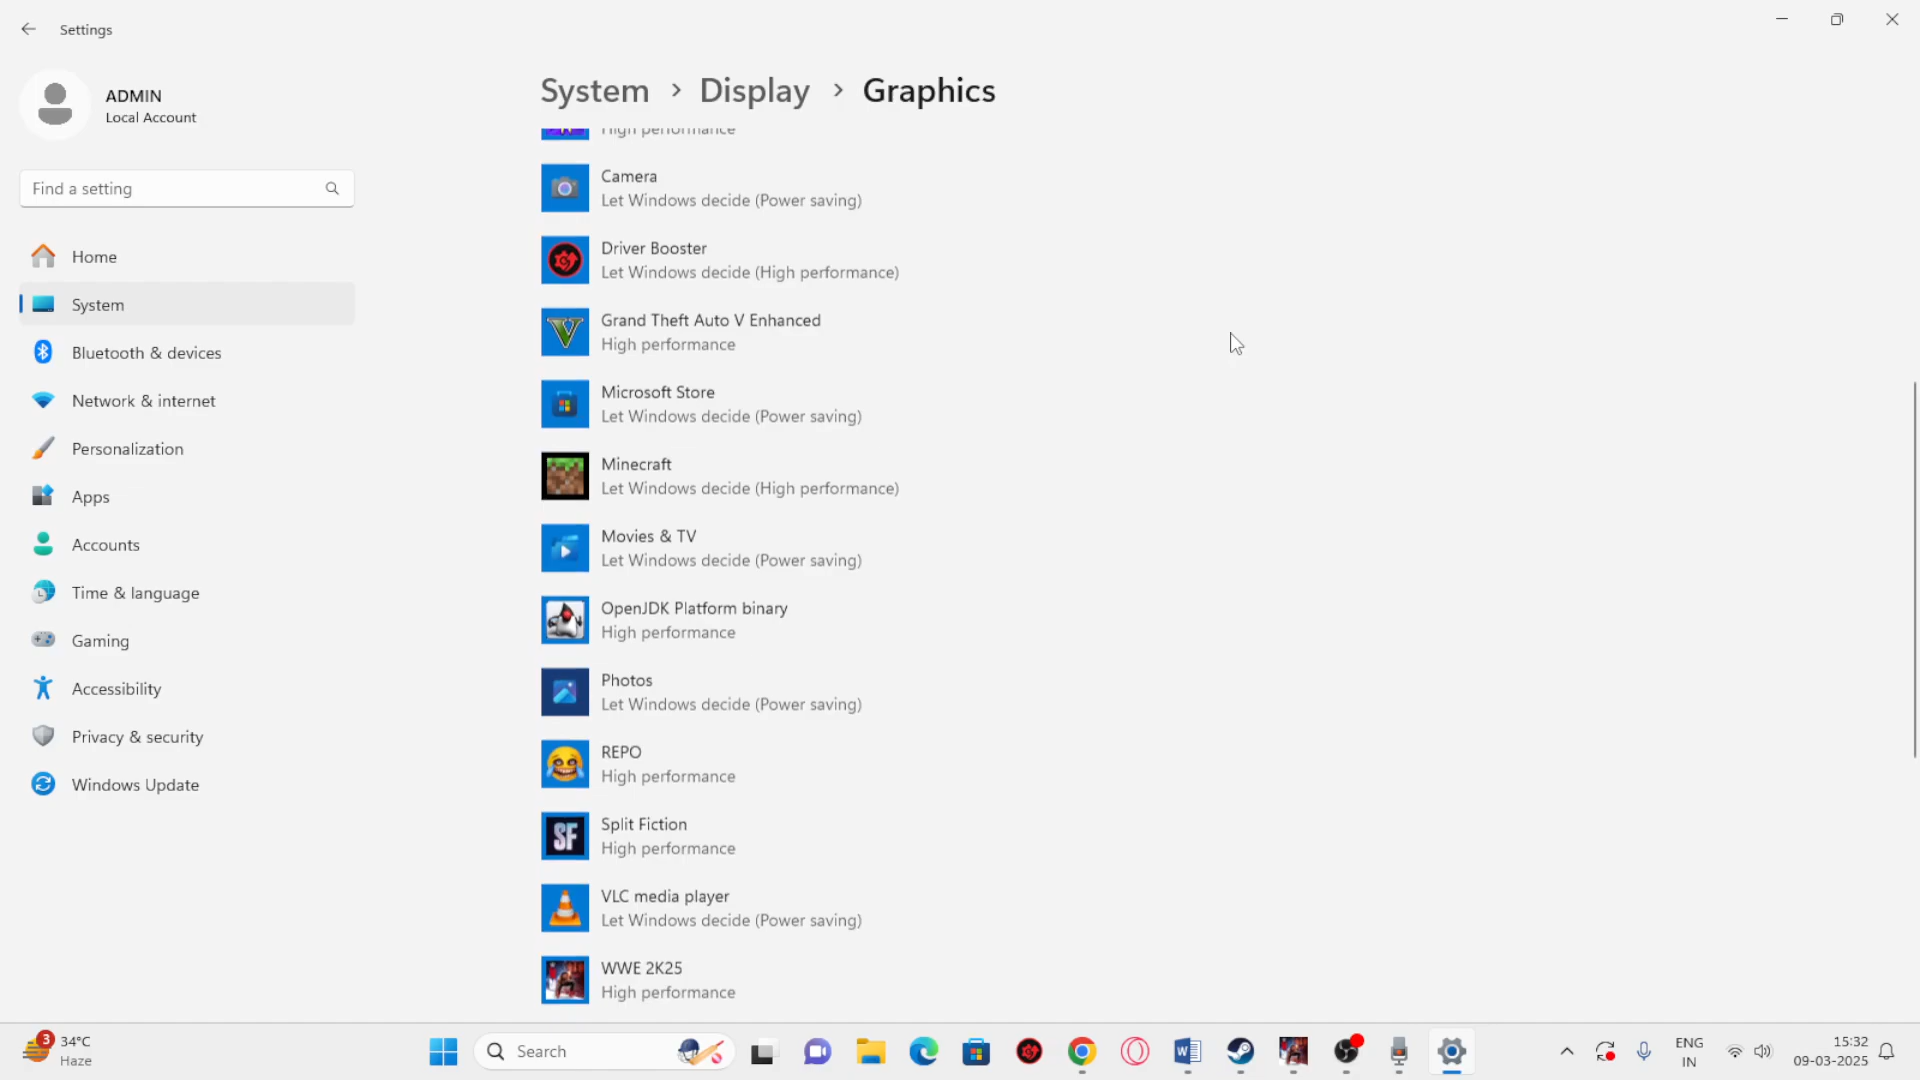 Settings
ADMIN
Local Account
Find a setting
Home
System
Bluetooth & devices
Network & internet
Personalization
Apps
Accounts
Time & language
Gaming
Accessibility
Privacy & security
Windows Update
System > Display > Graphics
High performance
Camera
Let Windows decide (Power saving)
Driver Booster
Let Windows decide (High performance)
Grand Theft Auto V Enhanced
High performance
Microsoft Store
Let Windows decide (Power saving)
Minecraft
Let Windows decide (High performance)
Movies & TV
Let Windows decide (Power saving)
OpenJDK Platform binary
High performance
Photos
Let Windows decide (Power saving)
REPO
High performance
SF
Split Fiction
High performance
VLC media player
Let Windows decide (Power saving)
WWE 2K25
High performance
3
34°C
Haze
Search
ENG
IN
15:32
09-03-2025